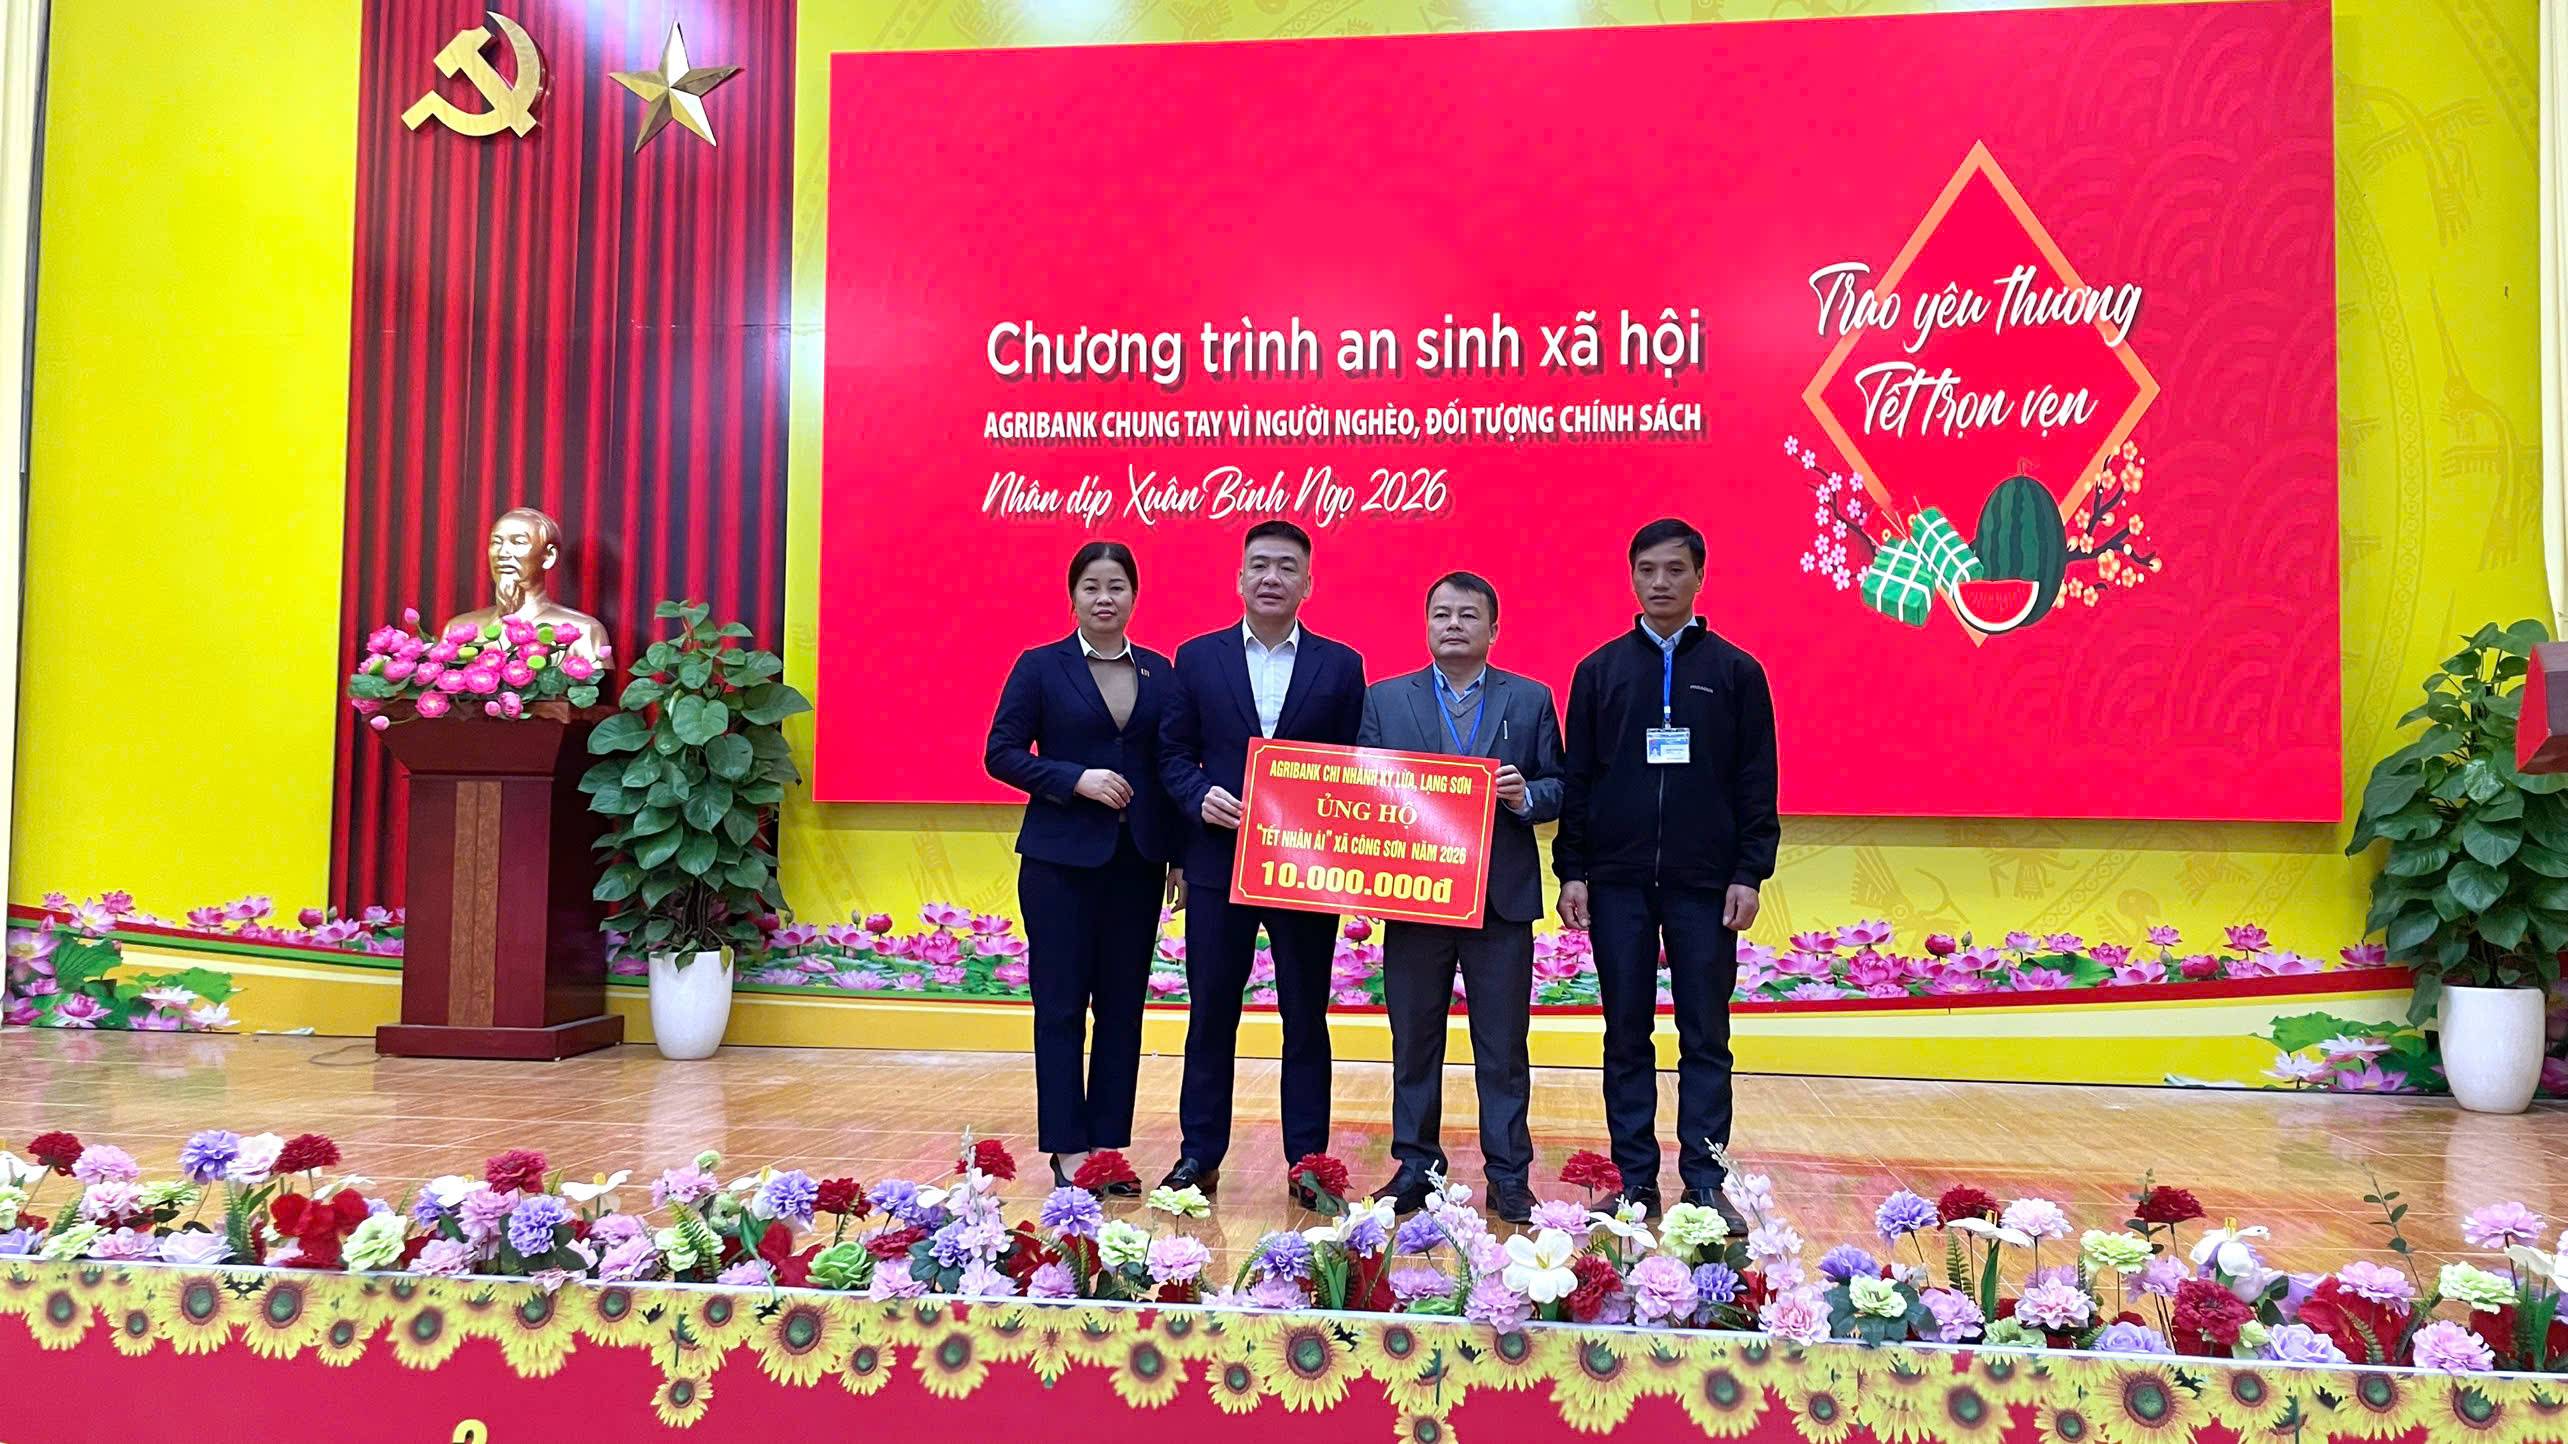 Chương trình an sinh xã hội
AGRIBANK CHUNG TAY VÌ NGƯỜI NGHÈO, ĐỐI TƯỢNG CHÍNH SÁCH
Nhân dịp Xuân Bính Ngọ 2026
Trao yêu thương
Tết trọn vẹn
AGRIBANK CHI NHÁNH KỲ LỪA, LẠNG SƠN
ỦNG HỘ
"TẾT NHÂN ÁI" XÃ CÔNG SƠN NĂM 2026
10.000.000đ